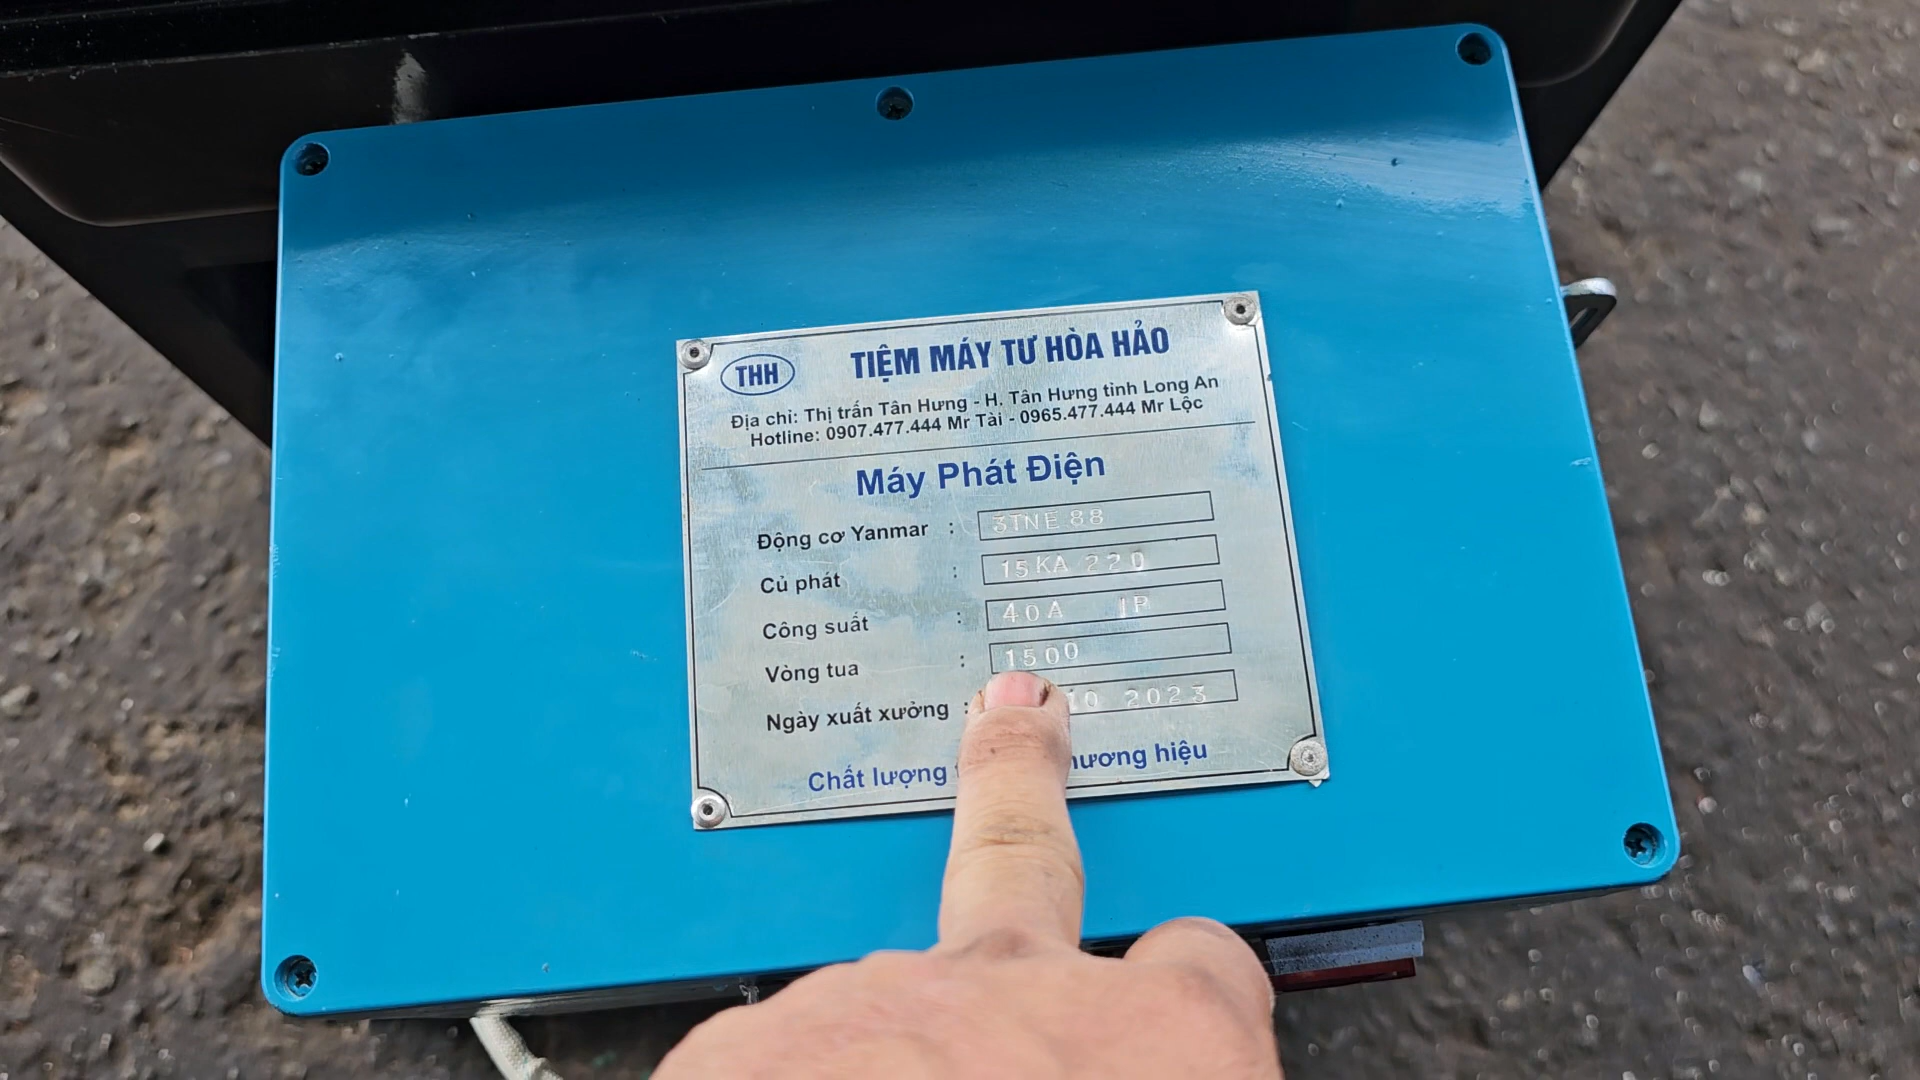 THH TIỆM MÁY TƯ HÒA HẢO
Địa chỉ: Thị trấn Tân Hưng - H. Tân Hưng tỉnh Long An
Hotline: 0907.477.444 Mr Tài - 0965.477.444 Mr Lộc
Máy Phát Điện
Động cơ Yanmar : 3TNE 88
Củ phát : 15KA 220
Công suất : 40A 1P
Vòng tua : 1500
Ngày xuất xưởng : 10 2023
Chất lượng hiệu